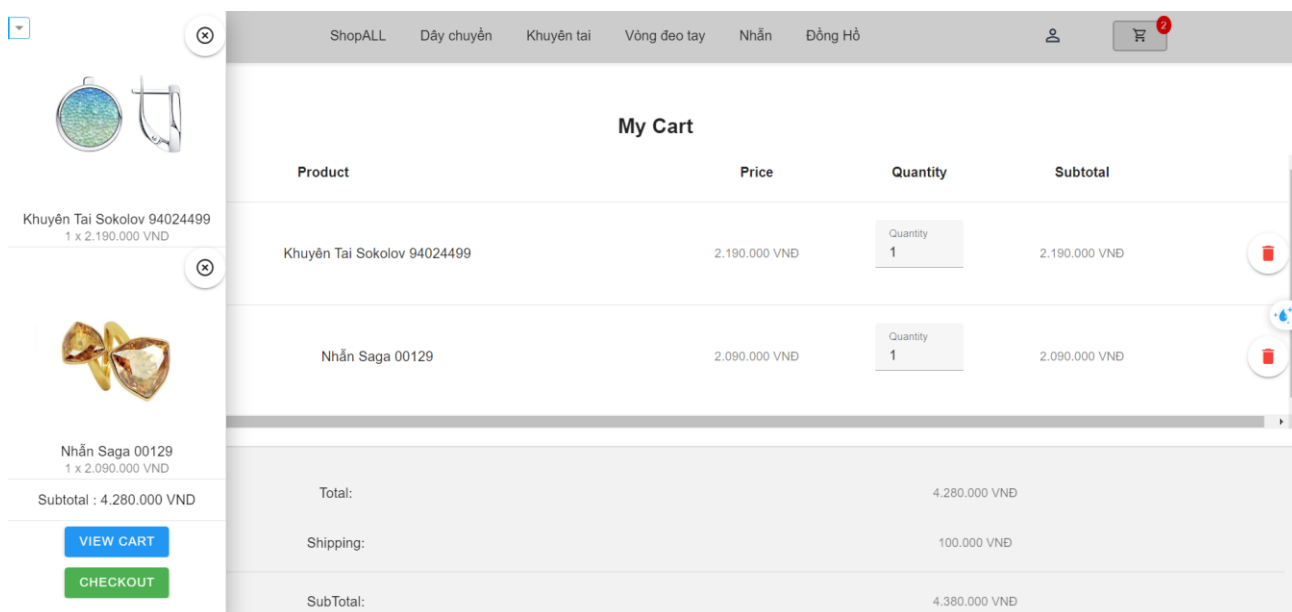 Khuyên Tai Sokolov 94024499
1 x 2.190.000 VND
Nhẫn Saga 00129
1 x 2.090.000 VND
Subtotal : 4.280.000 VND
VIEW CART
CHECKOUT
ShopALL Dây chuyền Khuyên tai Vòng đeo tay Nhẫn Đồng Hồ 2
My Cart
Product Price Quantity Subtotal
Quantity
Khuyên Tai Sokolov 94024499 2.190.000 VNĐ 1 2.190.000 VNĐ
Quantity
Nhẫn Saga 00129 2.090.000 VNĐ 1 2.090.000 VNĐ
Total: 4.280.000 VNĐ
Shipping: 100.000 VNĐ
SubTotal: 4.380.000 VNĐ